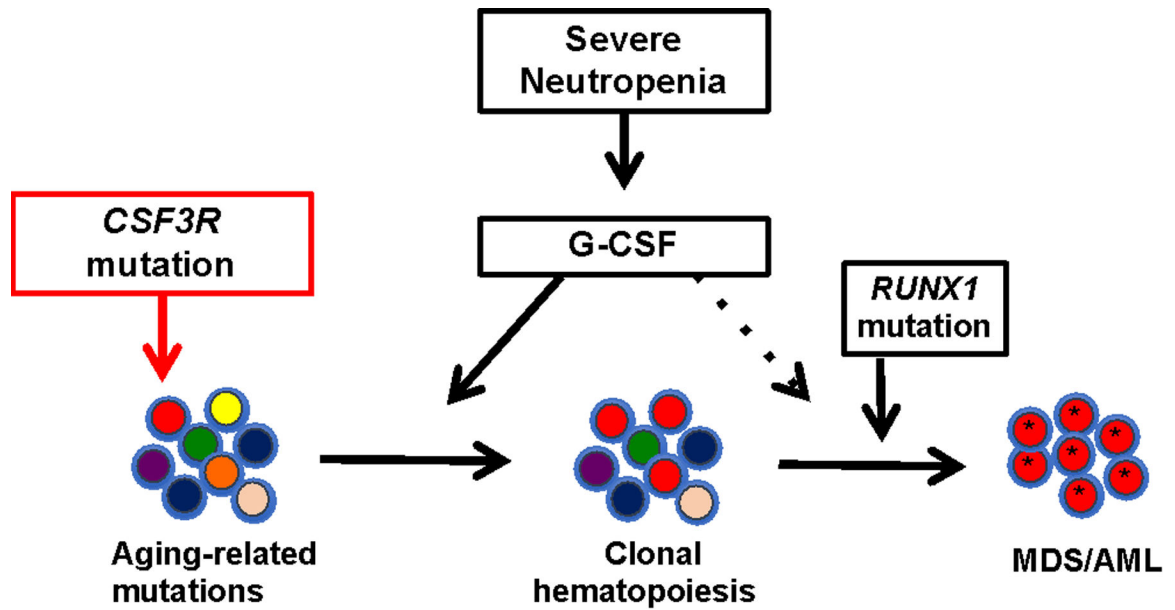 Severe
Neutropenia
CSF3R
mutation
G-CSF
RUNX1
mutation
* * * * * * *
Aging-related
mutations
Clonal
hematopoiesis
MDS/AML